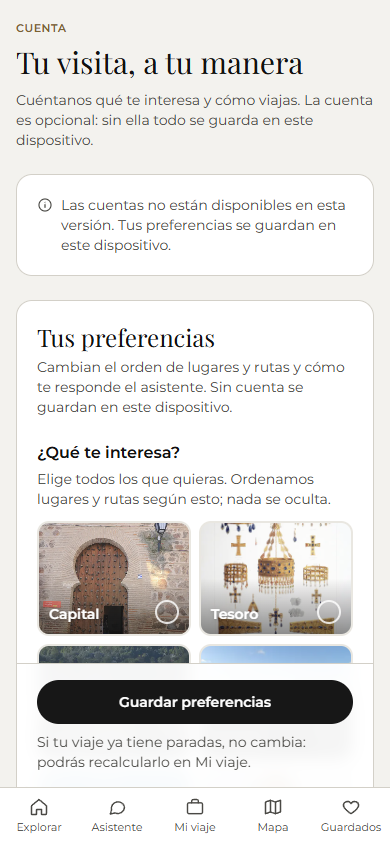 CUENTA
Tu visita, a tu manera
Cuéntanos qué te interesa y cómo viajas. La cuenta
es opcional: sin ella todo se guarda en este
dispositivo.
Las cuentas no están disponibles en esta
versión. Tus preferencias se guardan en
este dispositivo.
Tus preferencias
Cambian el orden de lugares y rutas y cómo
te responde el asistente. Sin cuenta se
guardan en este dispositivo.
¿Qué te interesa?
Elige todos los que quieras. Ordenamos
lugares y rutas según esto; nada se oculta.
Capital
Tesoro
Guardar preferencias
Si tu viaje ya tiene paradas, no cambia:
podrás recalcularlo en Mi viaje.
Explorar
Asistente
Mi viaje
Mapa
Guardados